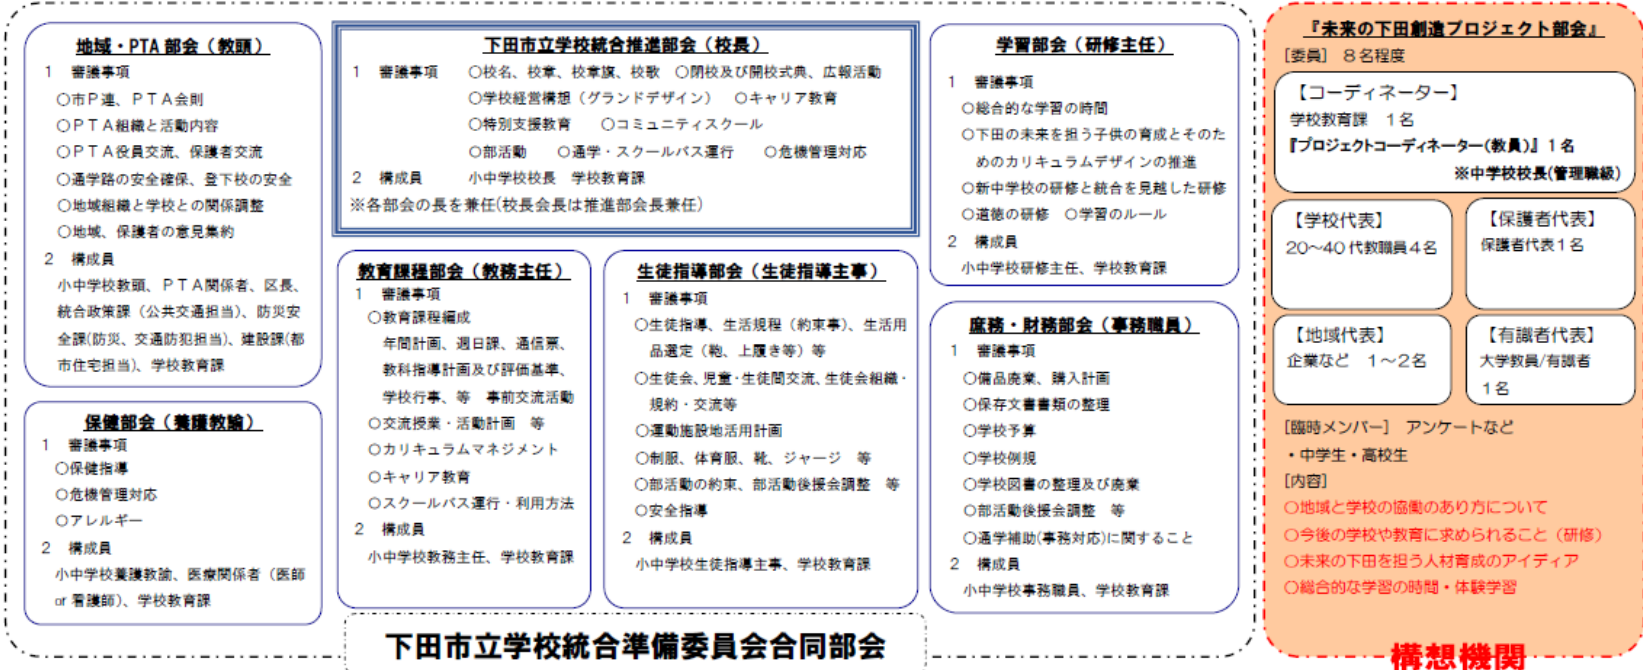 地域・PTA 部会（教頭）
1 審議事項
○市P連、ＰＴＡ会則
○ＰＴＡ組織と活動内容
○ＰＴＡ役員交流、保護者交流
○通学路の安全確保、登下校の安全
○地域組織と学校との関係調整
○地域、保護者の意見集約
2 構成員
小中学校教頭、ＰＴＡ関係者、区長、
統合政策課（公共交通担当）、防災安
全課(防災、交通防犯担当)、建設課(都
市住宅担当)、学校教育課
保健部会（養護教諭）
1 審議事項
○保健指導
○危機管理対応
○アレルギー
2 構成員
小中学校養護教諭、医療関係者（医師
or 看護師）、学校教育課
下田市立学校統合推進部会（校長）
1 審議事項 ○校名、校章、校章旗、校歌 ○閉校及び開校式典、広報活動
○学校経営構想（グランドデザイン） ○キャリア教育
○特別支援教育 ○コミュニティスクール
○部活動 ○通学・スクールバス運行 ○危機管理対応
2 構成員 小中学校校長 学校教育課
※各部会の長を兼任(校長会長は推進部会長兼任)
教育課程部会（教務主任）
1 審議事項
○教育課程編成
年間計画、週日課、通信票、
教科指導計画及び評価基準、
学校行事、等 事前交流活動
○交流授業・活動計画 等
○カリキュラムマネジメント
○キャリア教育
○スクールバス運行・利用方法
2 構成員
小中学校教務主任、学校教育課
生徒指導部会（生徒指導主事）
1 審議事項
○生徒指導、生活規程（約束事）、生活用
品選定（鞄、上履き等）等
○生徒会、児童・生徒間交流、生徒会組織・
規約・交流等
○運動施設地活用計画
○制服、体育服、靴、ジャージ 等
○部活動の約束、部活動後援会調整 等
○安全指導
2 構成員
小中学校生徒指導主事、学校教育課
学習部会（研修主任）
1 審議事項
○総合的な学習の時間
○下田の未来を担う子供の育成とそのた
めのカリキュラムデザインの推進
○新中学校の研修と統合を見越した研修
○道徳の研修 ○学習のルール
2 構成員
小中学校研修主任、学校教育課
庶務・財務部会（事務職員）
1 審議事項
○備品廃棄、購入計画
○保存文書書類の整理
○学校予算
○学校例規
○学校図書の整理及び廃棄
○部活動後援会調整 等
○通学補助(事務対応)に関すること
2 構成員
小中学校事務職員、学校教育課
下田市立学校統合準備委員会合同部会
『未来の下田創造プロジェクト部会』
[委員] 8名程度
【コーディネーター】
学校教育課 1名
『プロジェクトコーディネーター(教員)』1名
※中学校校長(管理職級)
【学校代表】
20～40代教職員4名
【保護者代表】
保護者代表1名
【地域代表】
企業など 1～2名
【有識者代表】
大学教員/有識者
1名
[臨時メンバー] アンケートなど
・中学生・高校生
[内容]
○地域と学校の協働のあり方について
○今後の学校や教育に求められること（研修）
○未来の下田を担う人材育成のアイディア
○総合的な学習の時間・体験学習
構想機関